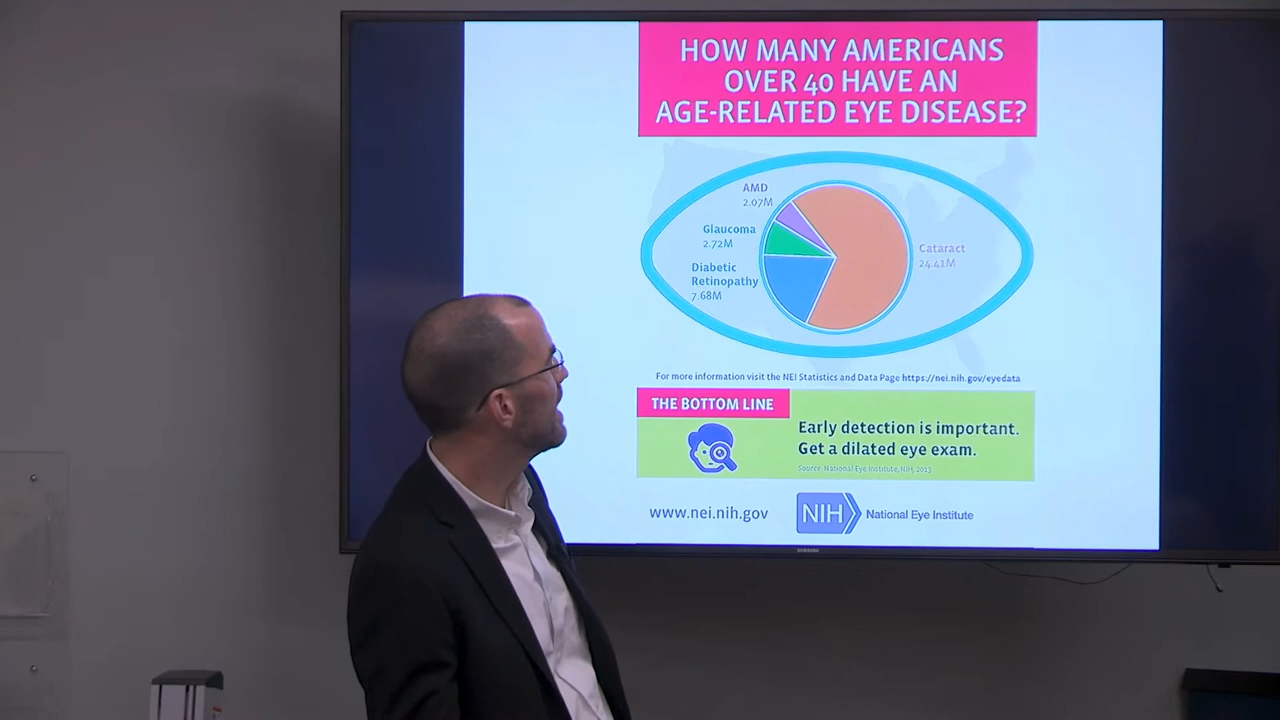 HOW MANY AMERICANS
OVER 40 HAVE AN
AGE-RELATED EYE DISEASE?
AMD
2.07M
Glaucoma
2.72M
Diabetic
Retinopathy
7.68M
Cataract
24.41M
For more information visit the NEI Statistics and Data Page https://nei.nih.gov/eyedata
THE BOTTOM LINE
Early detection is important.
Get a dilated eye exam.
Source: National Eye Institute, NIH, 2013
www.nei.nih.gov
NIH National Eye Institute
SAMSUNG